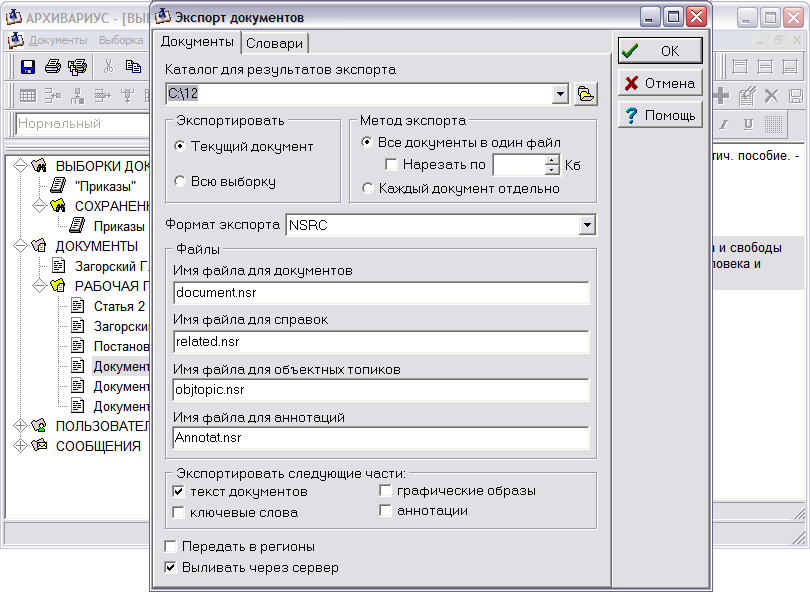 АРХИВАРИУС - [ВЫ
Документы Выборка
Нормальный
ВЫБОРКИ ДОК
"Приказы"
СОХРАНЕН
Приказы
ДОКУМЕНТЫ
Загорский Г.
РАБОЧАЯ П
Статья 2
Загорски
Постанов
Документ
Документ
Документ
ПОЛЬЗОВАТЕЛ
СООБЩЕНИЯ
Экспорт документов
Документы Словари
Каталог для результатов экспорта
C:\12
Экспортировать
Текущий документ
Всю выборку
Метод экспорта
Все документы в один файл
Нарезать по Кб
Каждый документ отдельно
Формат экспорта NSRC
Файлы
Имя файла для документов
document.nsr
Имя файла для справок
related.nsr
Имя файла для объектных топиков
objtopic.nsr
Имя файла для аннотаций
Annotat.nsr
Экспортировать следующие части:
текст документов
графические образы
ключевые слова
аннотации
Передать в регионы
Выливать через сервер
OK
Отмена
Помощь
I U
тич. пособие. -
и свободы
ловека и